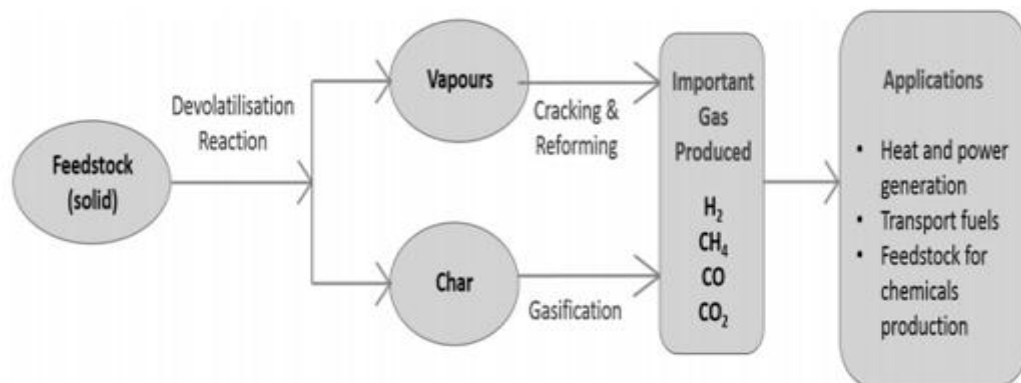 Feedstock
(solid)
Devolatilisation
Reaction
Vapours
Cracking &
Reforming
Char
Gasification
Important
Gas
Produced
H₂
CH₄
CO
CO₂
Applications
• Heat and power
generation
• Transport fuels
• Feedstock for
chemicals
production